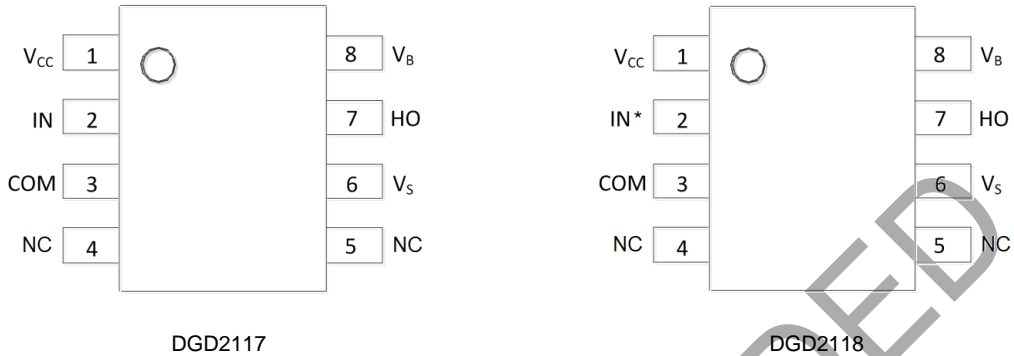 VCC 1 8 VB
IN 2 7 HO
COM 3 6 VS
NC 4 5 NC
DGD2117
VCC 1 8 VB
IN* 2 7 HO
COM 3 6 VS
NC 4 5 NC
DGD2118
DED